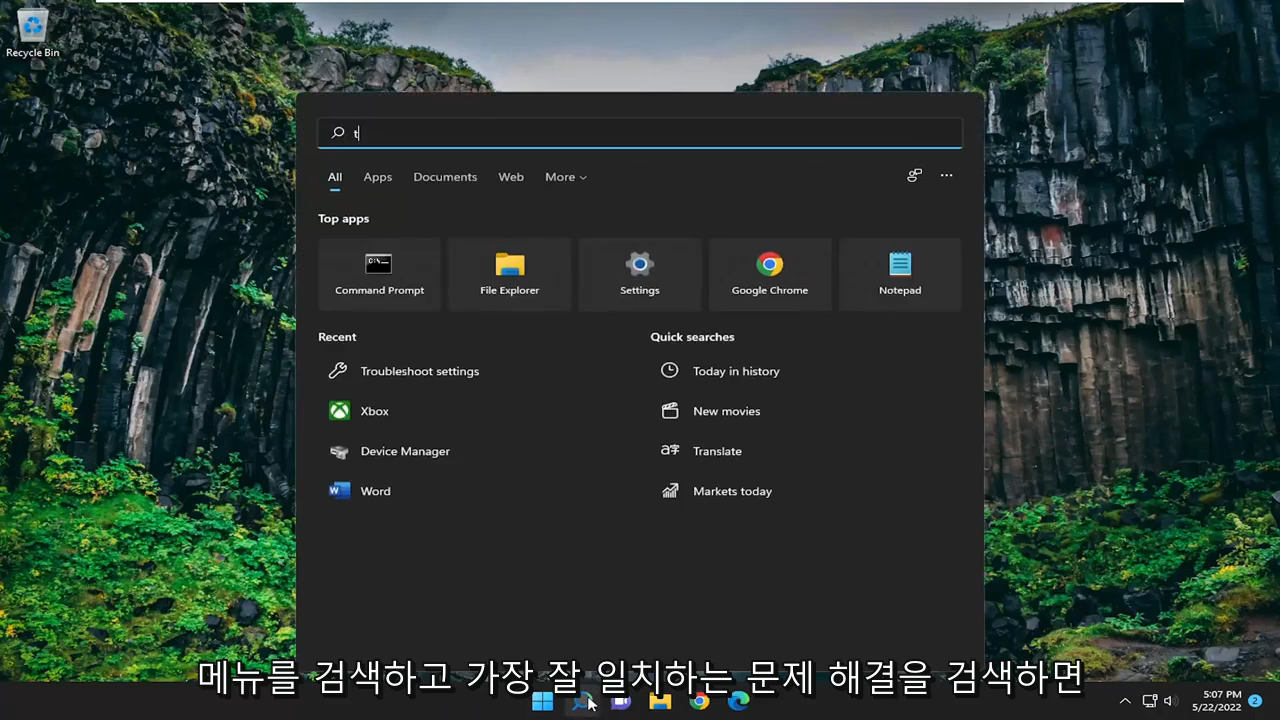 Recycle Bin
t
All Apps Documents Web More
Top apps
Command Prompt File Explorer Settings Google Chrome Notepad
Recent Quick searches
Troubleshoot settings Today in history
Xbox New movies
Device Manager Translate
Word Markets today
메뉴를 검색하고 가장 잘 일치하는 문제 해결을 검색하면
5:07 PM
5/22/2022 2